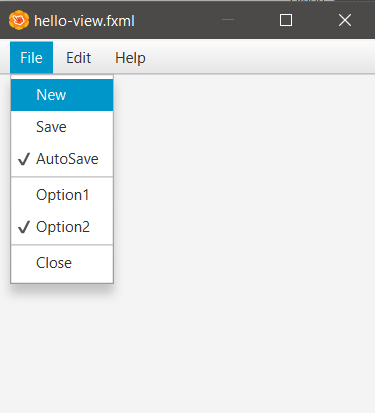 hello-view.fxml
File Edit Help
New
Save
✓ AutoSave
Option1
✓ Option2
Close